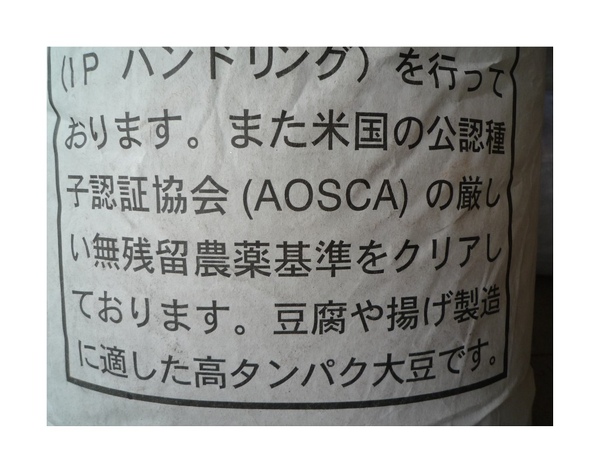 (IP ハンドリング) を行って
おります。また米国の公認種
子認証協会 (AOSCA) の厳し
い無残留農薬基準をクリアし
ております。豆腐や揚げ製造
に適した高タンパク大豆です。